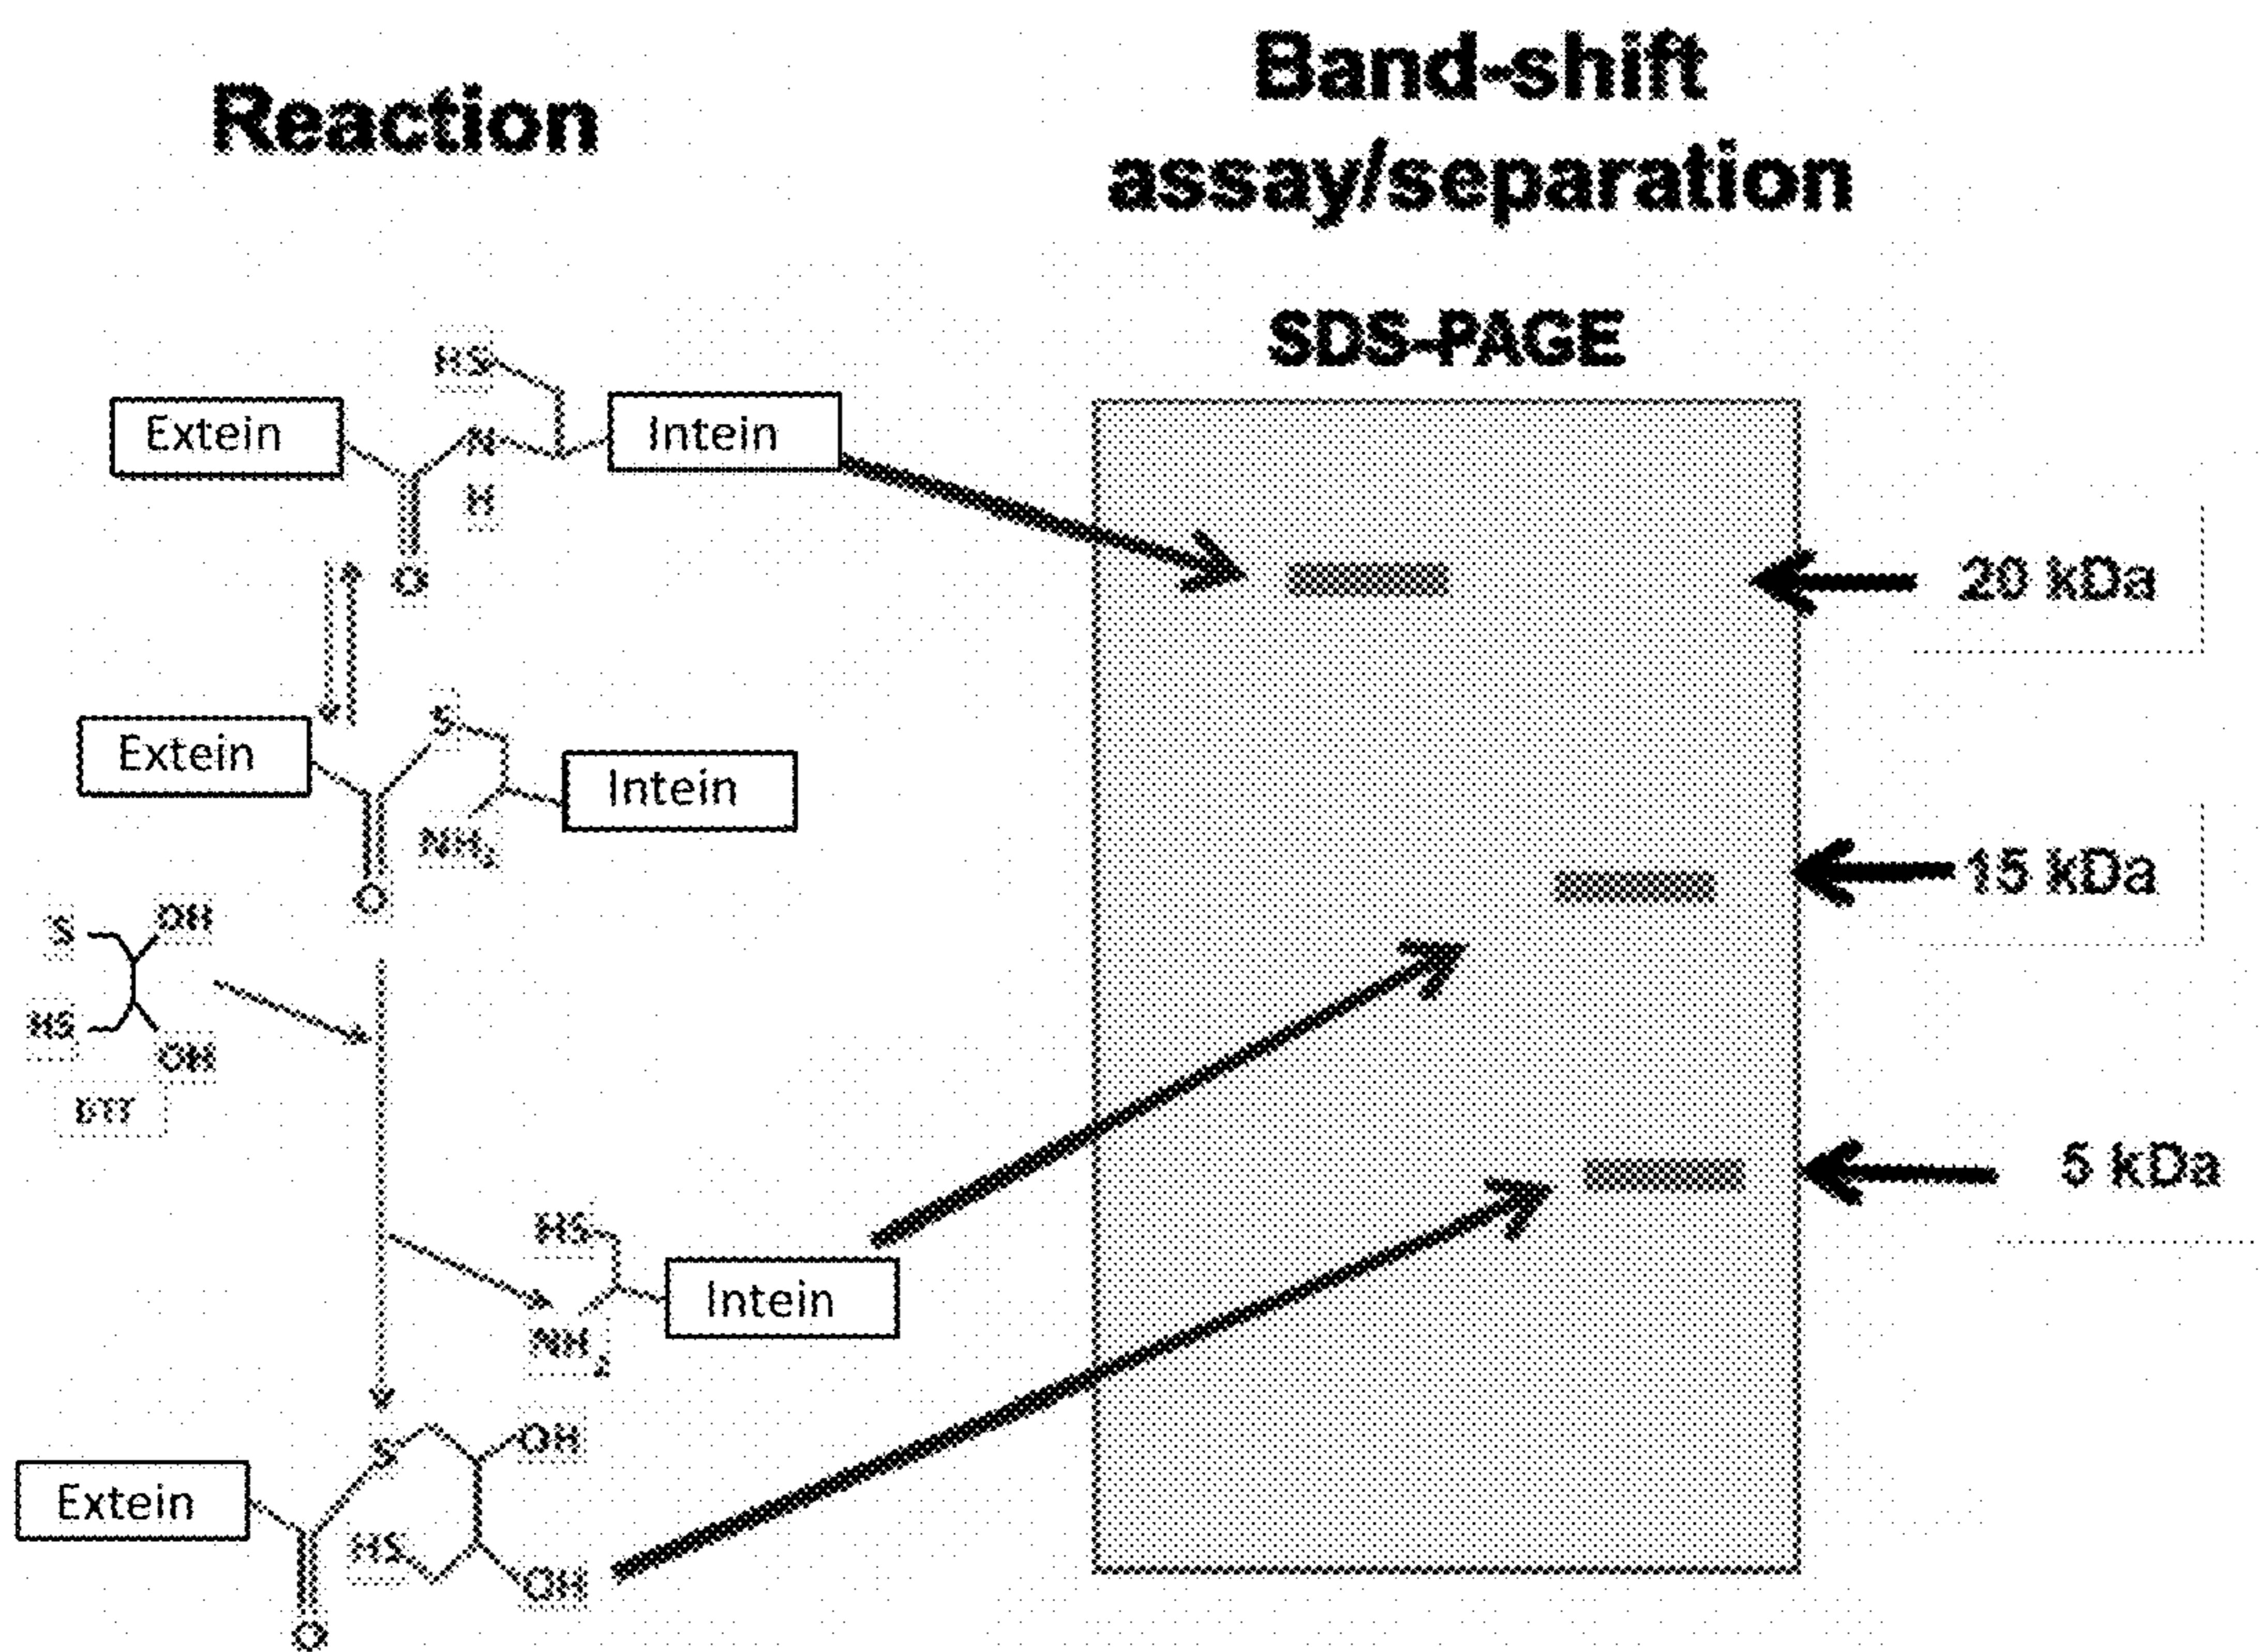 Reaction
Band-shift
assay/separation
SDS-PAGE
HS
Extein
N
H
Intein
O
20 kDa
S
Extein
Intein
NH2
O
15 kDa
S
OH
HS
OH
DTT
5 kDa
HS
Intein
NH2
S
OH
Extein
HS
OH
O